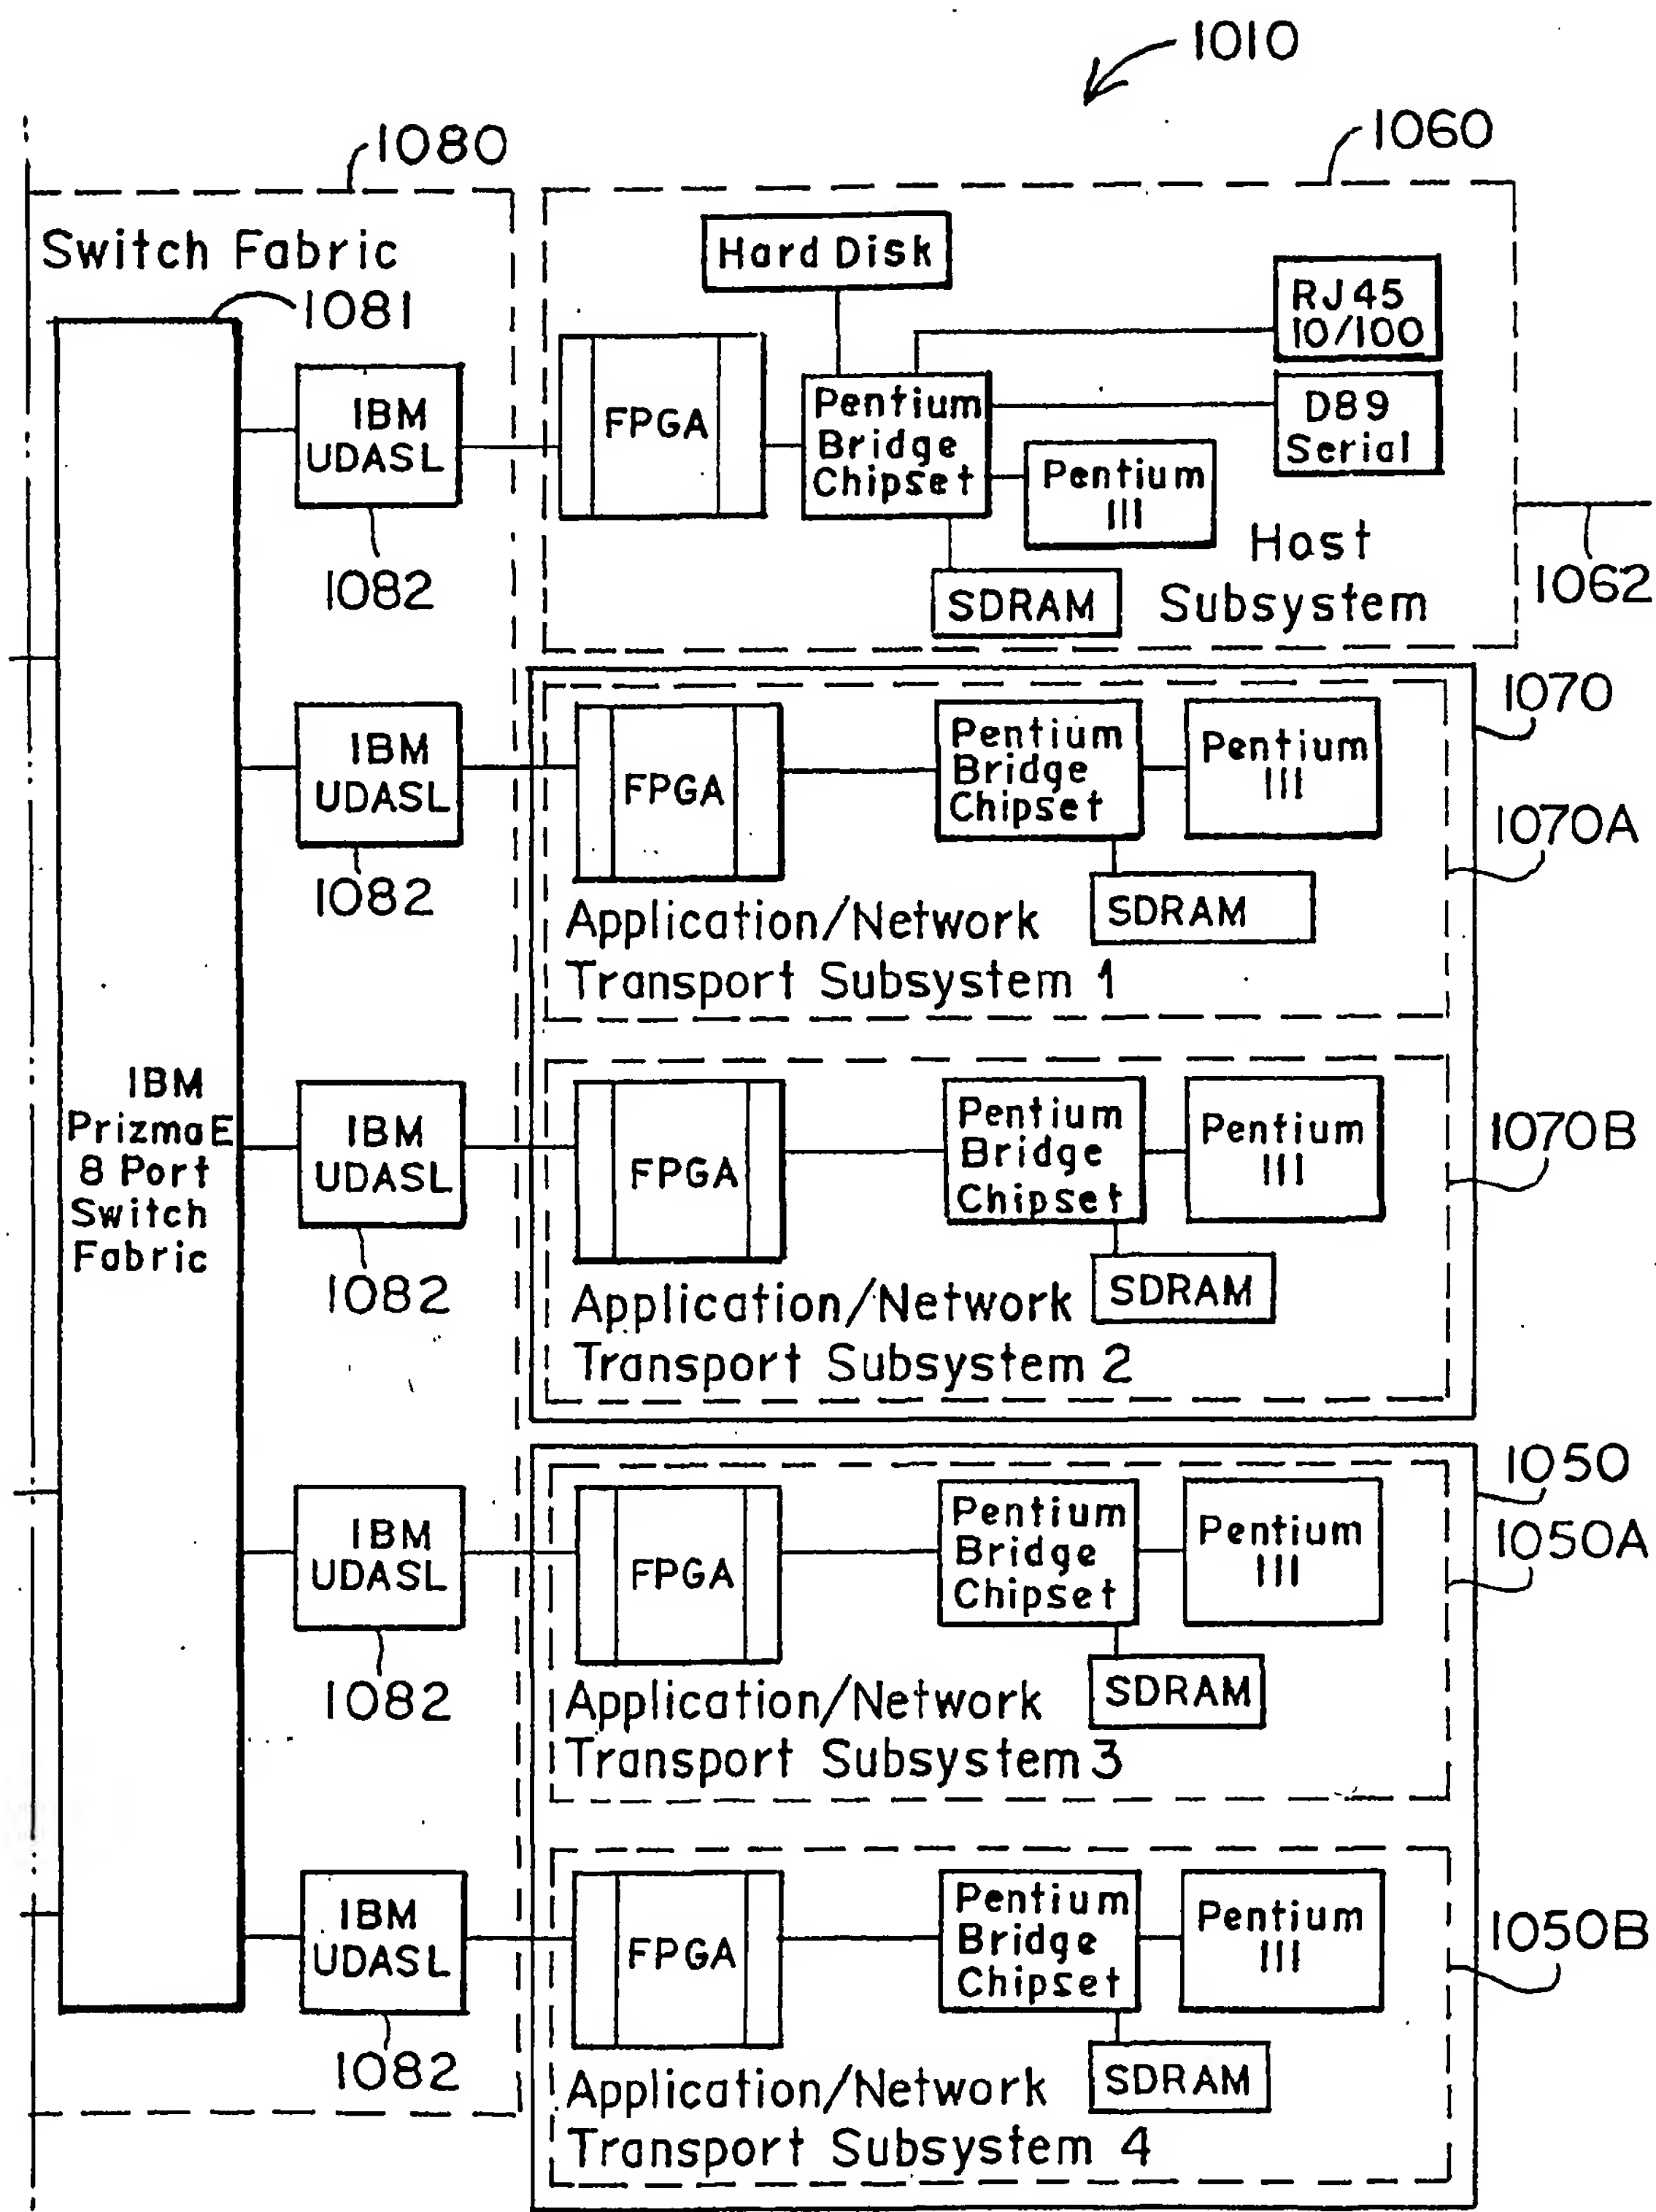 1010
1080
1060
Switch Fabric
1081
Hard Disk
RJ45
10/100
IBM
UDASL
FPGA
Pentium
Bridge
Chipset
D89
Serial
Pentium
III
1082
SDRAM
Host
Subsystem
1062
1070
IBM
UDASL
FPGA
Pentium
Bridge
Chipset
Pentium
III
1070A
1082
SDRAM
Application/Network
Transport Subsystem 1
IBM
PrizmaE
8 Port
Switch
Fabric
IBM
UDASL
FPGA
Pentium
Bridge
Chipset
Pentium
III
1070B
1082
SDRAM
Application/Network
Transport Subsystem 2
1050
IBM
UDASL
FPGA
Pentium
Bridge
Chipset
Pentium
III
1050A
1082
SDRAM
Application/Network
Transport Subsystem 3
IBM
UDASL
FPGA
Pentium
Bridge
Chipset
Pentium
III
1050B
1082
SDRAM
Application/Network
Transport Subsystem 4